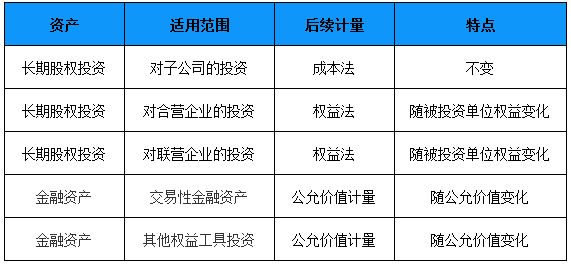 资产 适用范围 后续计量 特点
长期股权投资 对子公司的投资 成本法 不变
长期股权投资 对合营企业的投资 权益法 随被投资单位权益变化
长期股权投资 对联营企业的投资 权益法 随被投资单位权益变化
金融资产 交易性金融资产 公允价值计量 随公允价值变化
金融资产 其他权益工具投资 公允价值计量 随公允价值变化